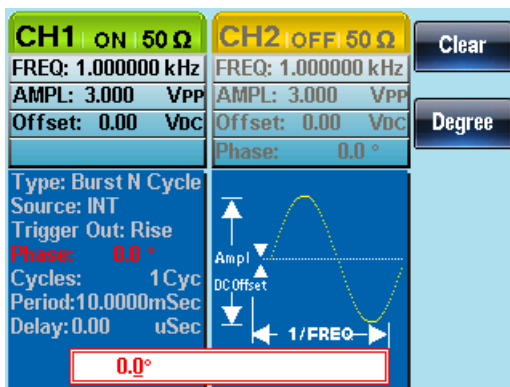 CH1 ON 50 Ω
FREQ: 1.000000 kHz
AMPL: 3.000 VPP
Offset: 0.00 VDC
CH2 OFF 50 Ω
FREQ: 1.000000 kHz
AMPL: 3.000 VPP
Offset: 0.00 VDC
Phase: 0.0 °
Clear
Degree
Type: Burst N Cycle
Source: INT
Trigger Out: Rise
Phase: 0.0 °
Cycles: 1 Cyc
Period:10.0000mSec
Delay:0.00 uSec
Ampl
DC Offset
1/FREQ
0.0°